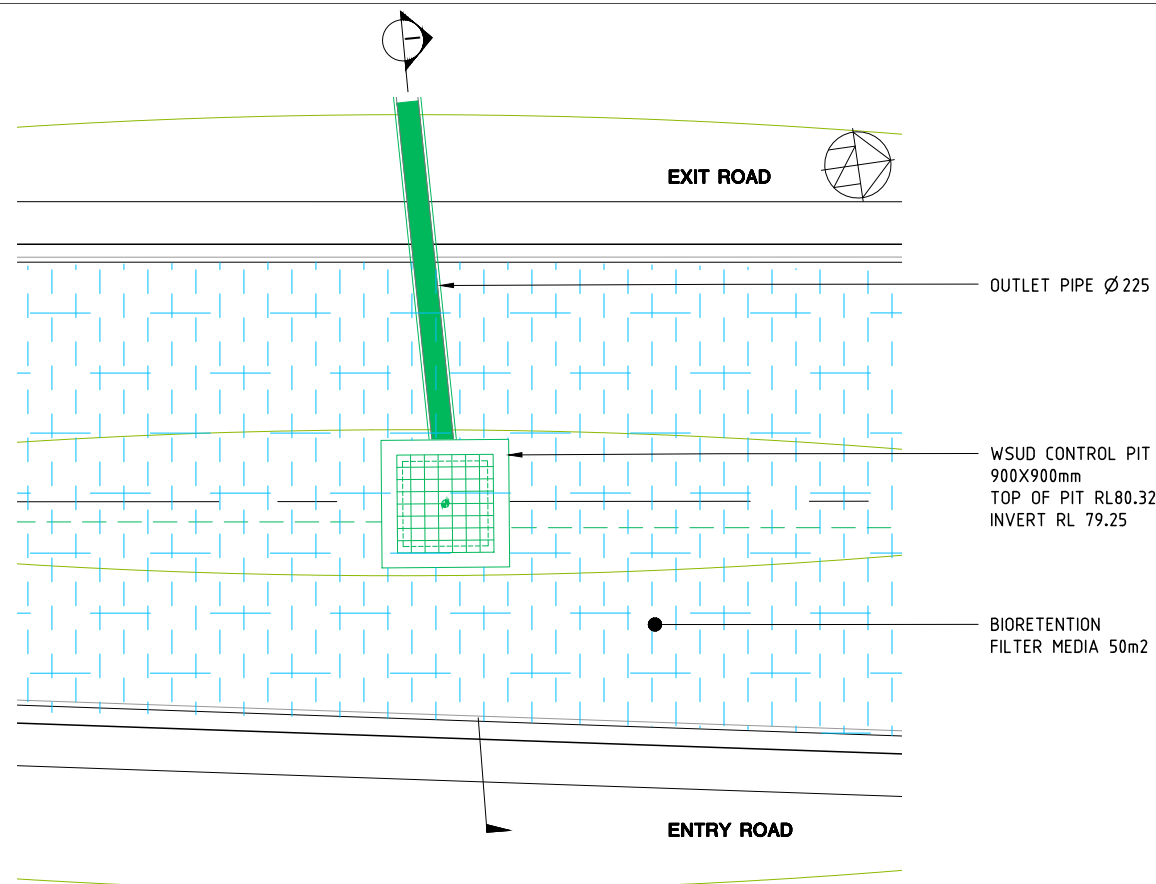 EXIT ROAD
OUTLET PIPE Ø225
WSUD CONTROL PIT
900X900mm
TOP OF PIT RL80.32
INVERT RL 79.25
BIORETENTION
FILTER MEDIA 50m2
ENTRY ROAD